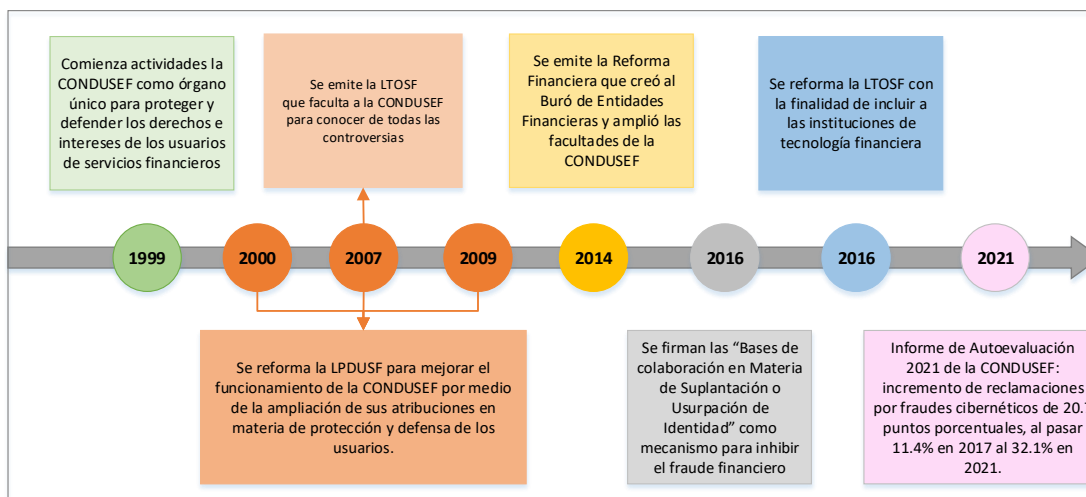 Comienza actividades la
CONDUSEF como órgano
único para proteger y
defender los derechos e
intereses de los usuarios
de servicios financieros
Se emite la LTOSF
que faculta a la CONDUSEF
para conocer de todas las
controversias
Se emite la Reforma
Financiera que creó al
Buró de Entidades
Financieras y amplió las
facultades de la
CONDUSEF
Se reforma la LTOSF con
la finalidad de incluir a
las instituciones de
tecnología financiera
1999
2000
2007
2009
2014
2016
2016
2021
Se reforma la LPDUSF para mejorar el
funcionamiento de la CONDUSEF por medio
de la ampliación de sus atribuciones en
materia de protección y defensa de los
usuarios.
Se firman las “Bases de
colaboración en Materia
de Suplantación o
Usurpación de
Identidad” como
mecanismo para inhibir
el fraude financiero
Informe de Autoevaluación
2021 de la CONDUSEF:
incremento de reclamaciones
por fraudes cibernéticos de 20.7
puntos porcentuales, al pasar
11.4% en 2017 al 32.1% en
2021.